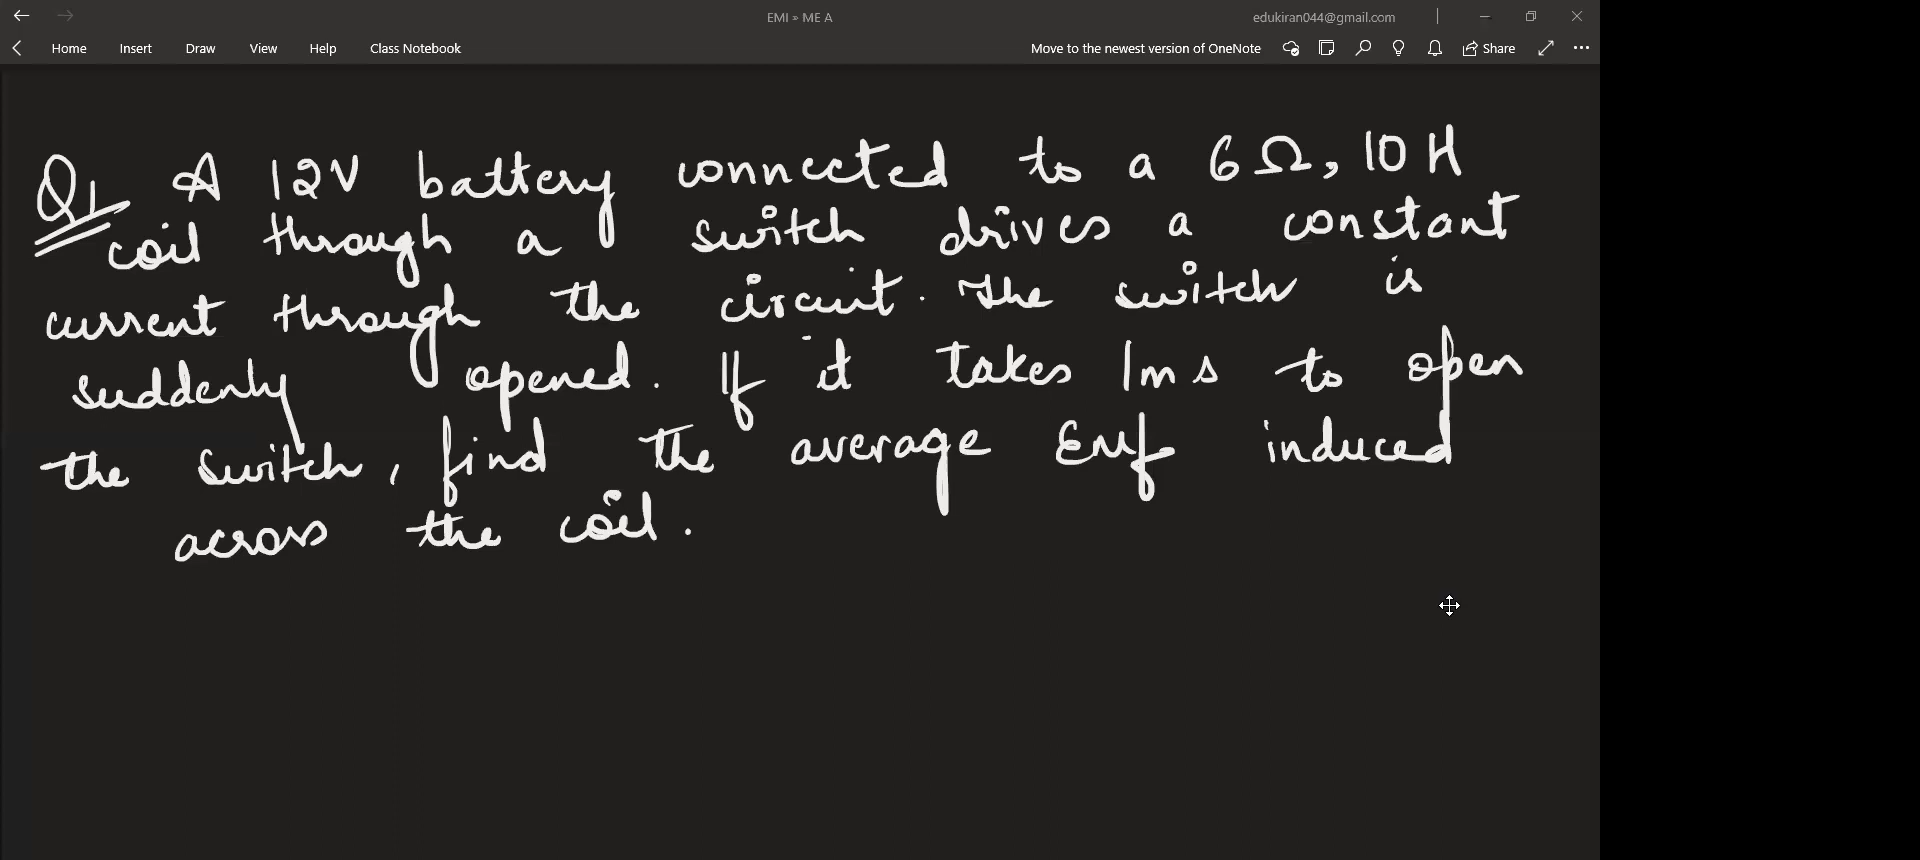 EMI » ME A
edukiran044@gmail.com
Home Insert Draw View Help Class Notebook
Move to the newest version of OneNote
Share
Q1 A 12V battery connected to a 6Ω, 10 H
coil through a switch drives a constant
current through the circuit. The switch is
suddenly opened. If it takes 1ms to open
the switch, find the average Emf induced
across the coil.